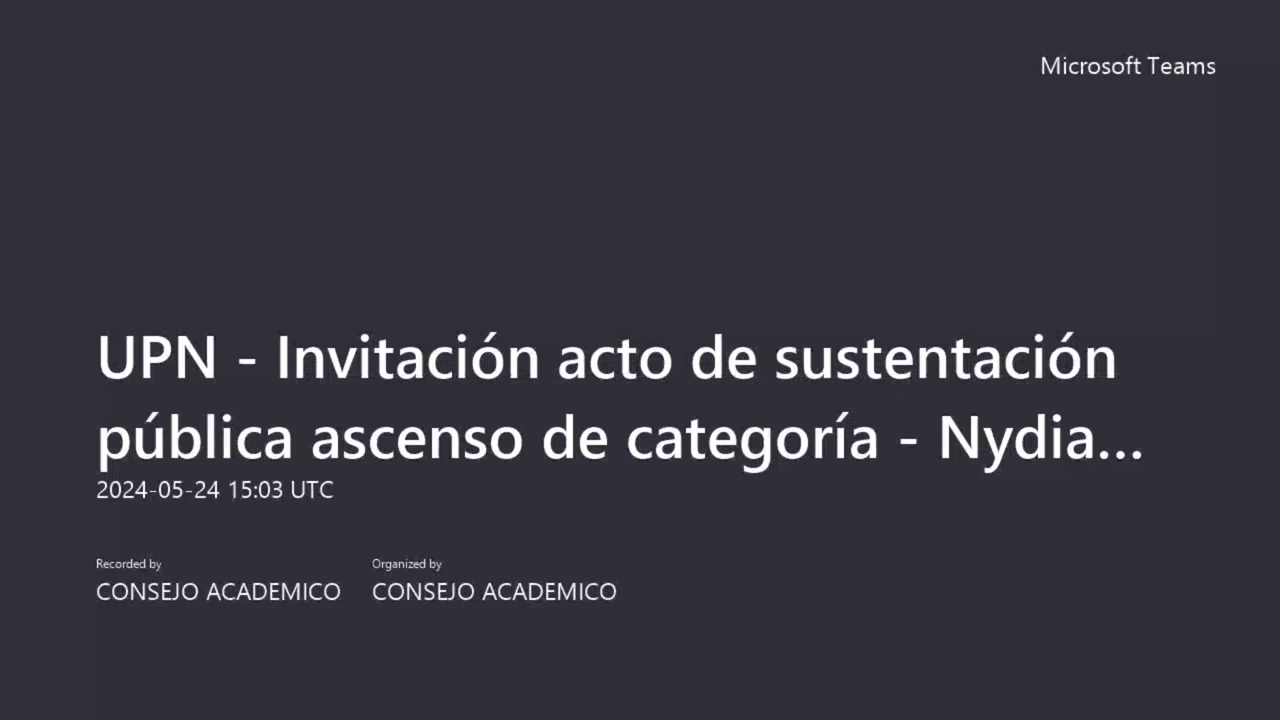 Microsoft Teams
UPN - Invitación acto de sustentación
pública ascenso de categoría - Nydia...
2024-05-24 15:03 UTC
Recorded by
Organized by
CONSEJO ACADEMICO
CONSEJO ACADEMICO